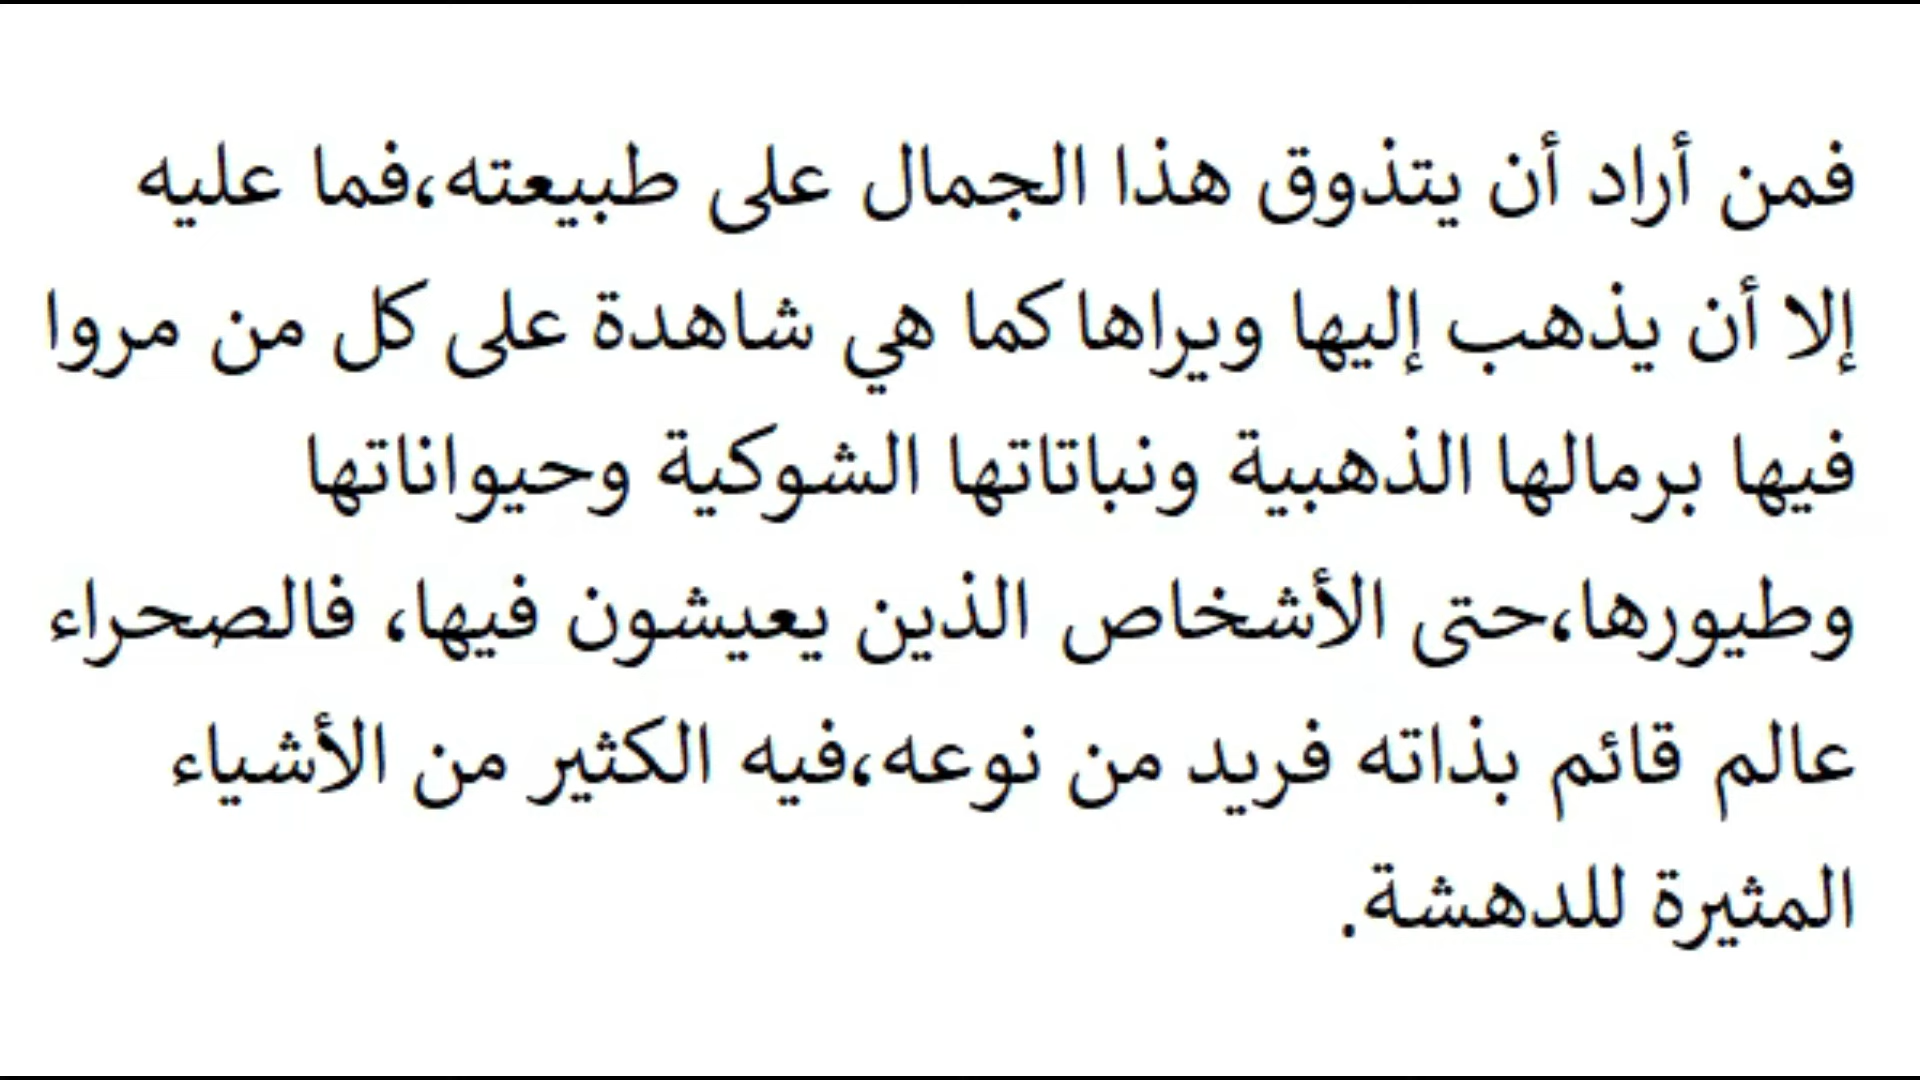 فمن أراد أن يتذوق هذا الجمال على طبيعته،فما عليه
إلا أن يذهب إليها ويراها كما هي شاهدة على كل من مروا
فيها برمالها الذهبية ونباتاتها الشوكية وحيواناتها
وطيورها،حتى الأشخاص الذين يعيشون فيها، فالصحراء
عالم قائم بذاته فريد من نوعه،فيه الكثير من الأشياء
المثيرة للدهشة.